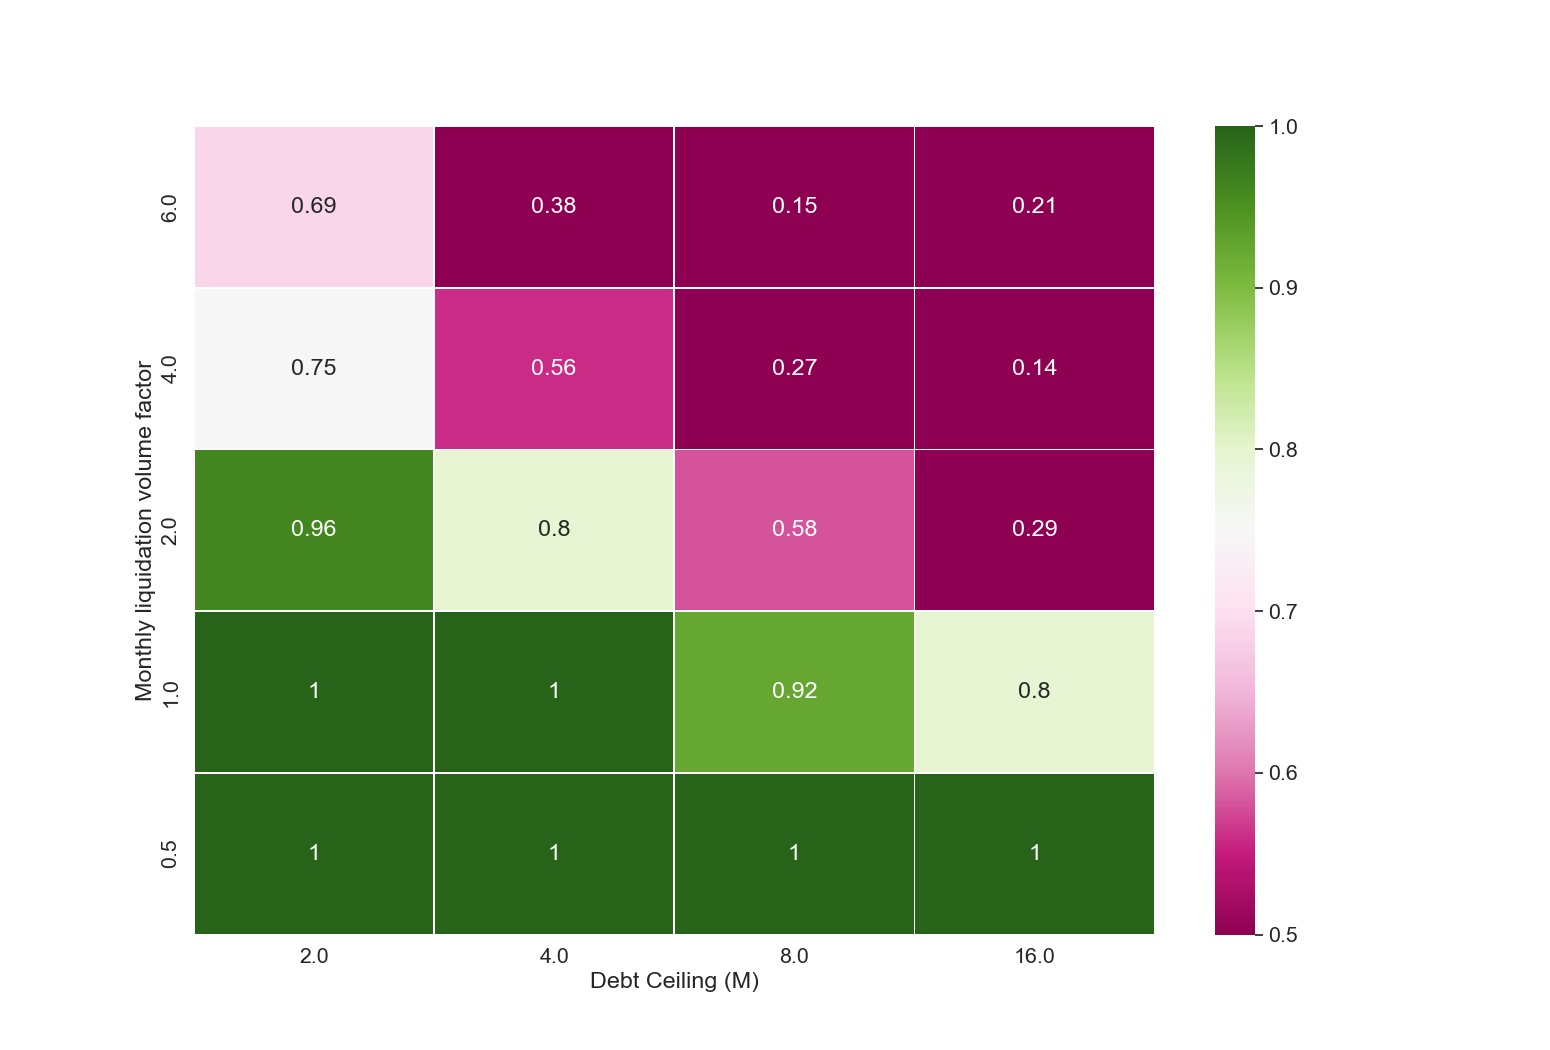 Monthly liquidation volume factor
6.0 0.69 0.38 0.15 0.21
4.0 0.75 0.56 0.27 0.14
2.0 0.96 0.8 0.58 0.29
1.0 1 1 0.92 0.8
0.5 1 1 1 1
2.0 4.0 8.0 16.0
Debt Ceiling (M)
1.0
0.9
0.8
0.7
0.6
0.5